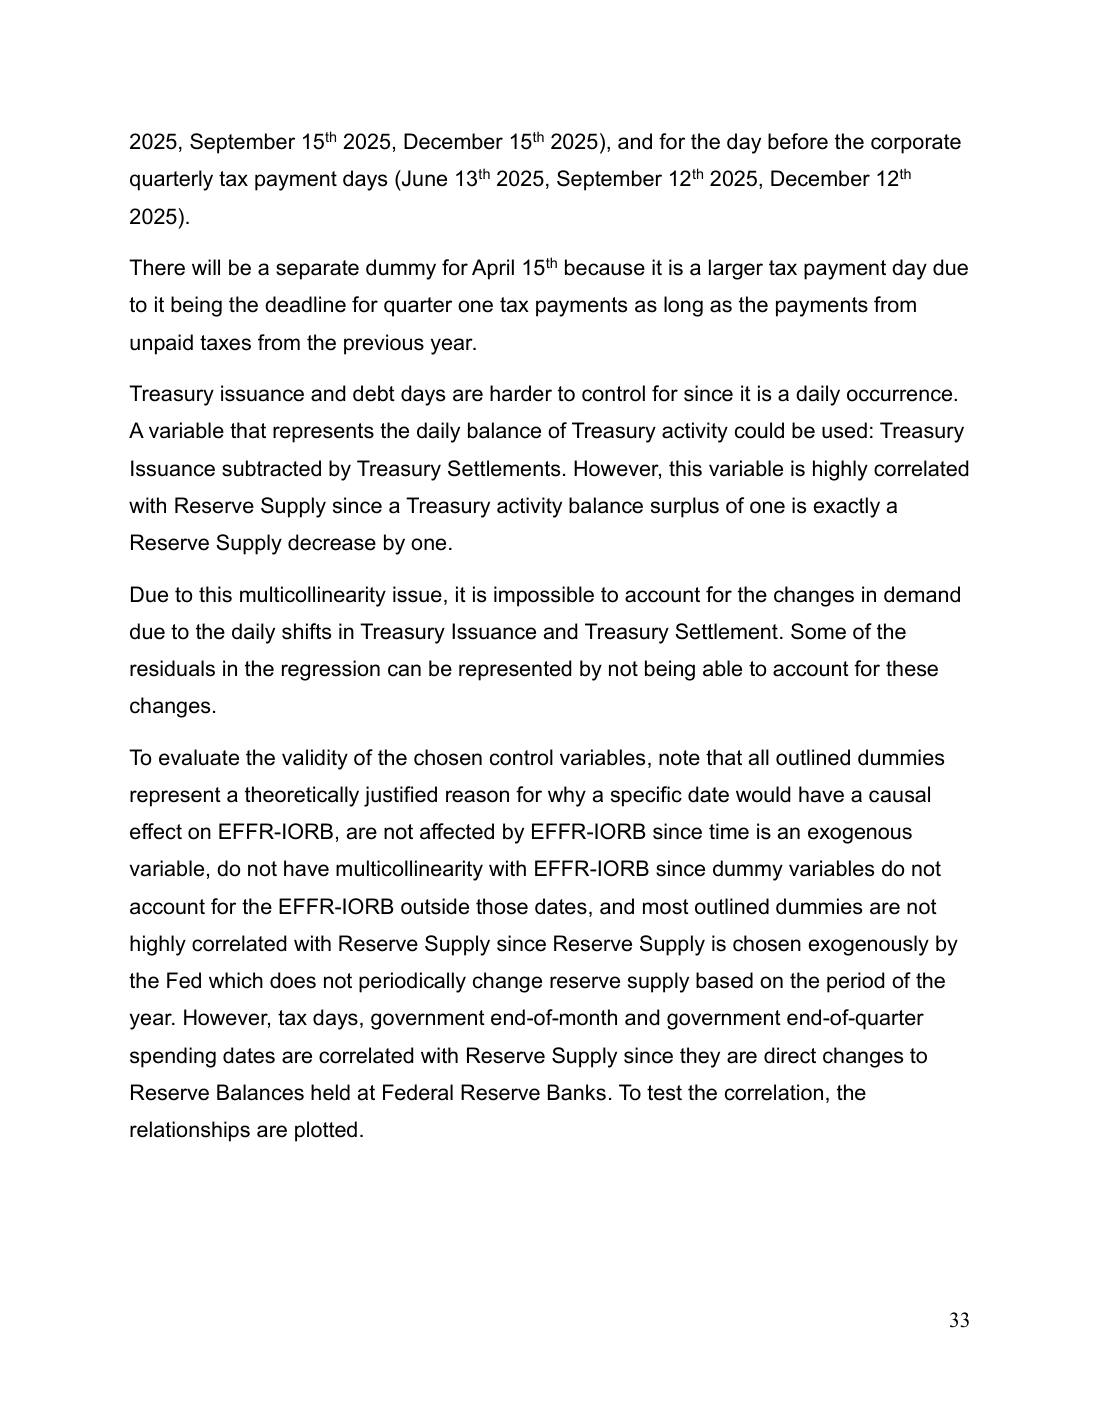 2025, September 15th 2025, December 15th 2025), and for the day before the corporate
quarterly tax payment days (June 13th 2025, September 12th 2025, December 12th
2025).
There will be a separate dummy for April 15th because it is a larger tax payment day due
to it being the deadline for quarter one tax payments as long as the payments from
unpaid taxes from the previous year.
Treasury issuance and debt days are harder to control for since it is a daily occurrence.
A variable that represents the daily balance of Treasury activity could be used: Treasury
Issuance subtracted by Treasury Settlements. However, this variable is highly correlated
with Reserve Supply since a Treasury activity balance surplus of one is exactly a
Reserve Supply decrease by one.
Due to this multicollinearity issue, it is impossible to account for the changes in demand
due to the daily shifts in Treasury Issuance and Treasury Settlement. Some of the
residuals in the regression can be represented by not being able to account for these
changes.
To evaluate the validity of the chosen control variables, note that all outlined dummies
represent a theoretically justified reason for why a specific date would have a causal
effect on EFFR-IORB, are not affected by EFFR-IORB since time is an exogenous
variable, do not have multicollinearity with EFFR-IORB since dummy variables do not
account for the EFFR-IORB outside those dates, and most outlined dummies are not
highly correlated with Reserve Supply since Reserve Supply is chosen exogenously by
the Fed which does not periodically change reserve supply based on the period of the
year. However, tax days, government end-of-month and government end-of-quarter
spending dates are correlated with Reserve Supply since they are direct changes to
Reserve Balances held at Federal Reserve Banks. To test the correlation, the
relationships are plotted.
33